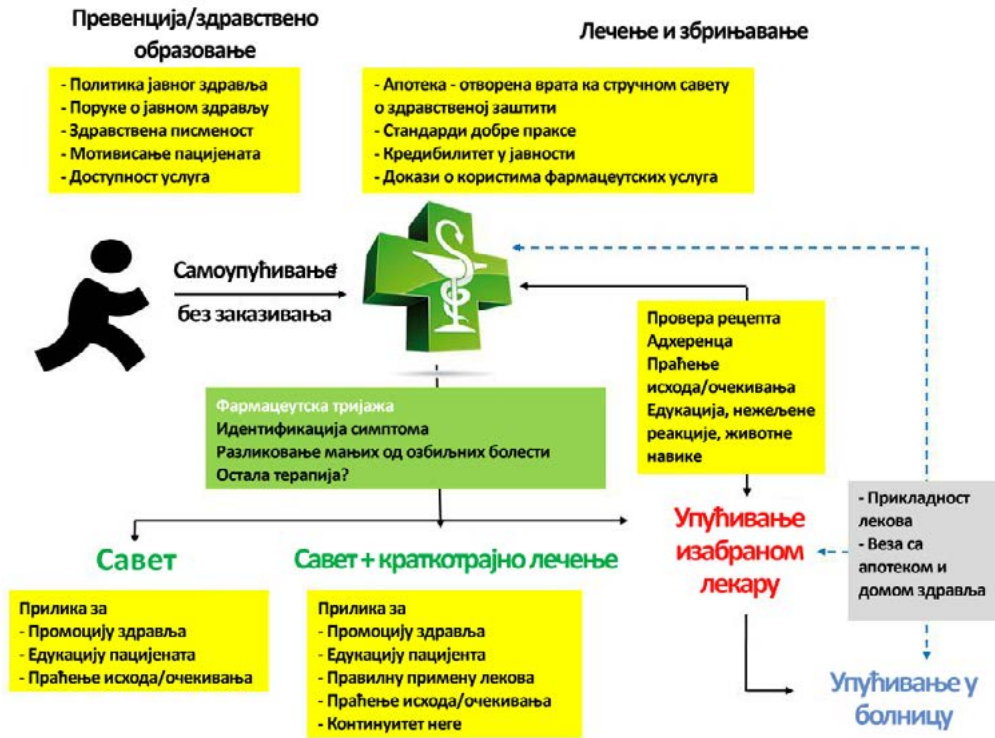 Превенција/здравствено
образовање
- Политика јавног здравља
- Поруке о јавном здрављу
- Здравствена писменост
- Мотивисање пацијената
- Доступност услуга
Лечење и збрињавање
- Апотека - отворена врата ка стручном савету
о здравственој заштити
- Стандарди добре праксе
- Кредибилитет у јавности
- Докази о користима фармацеутских услуга
Самоупућивање
без заказивања
Провера рецепта
Адхеренца
Праћење
исхода/очекивања
Едукација, нежељене
реакције, животне
навике
Фармацеутска тријажа
Идентификација симптома
Разликовање мањих од озбиљних болести
Остала терапија?
- Прикладност
лекова
- Веза са
апотеком и
домом здравља
Савет
Прилика за
- Промоцију здравља
- Едукацију пацијената
- Праћење исхода/очекивања
Савет + краткотрајно лечење
Прилика за
- Промоцију здравља
- Едукацију пацијента
- Правилну примену лекова
- Праћење исхода/очекивања
- Континуитет неге
Упућивање
изабраном
лекару
Упућивање у
болницу